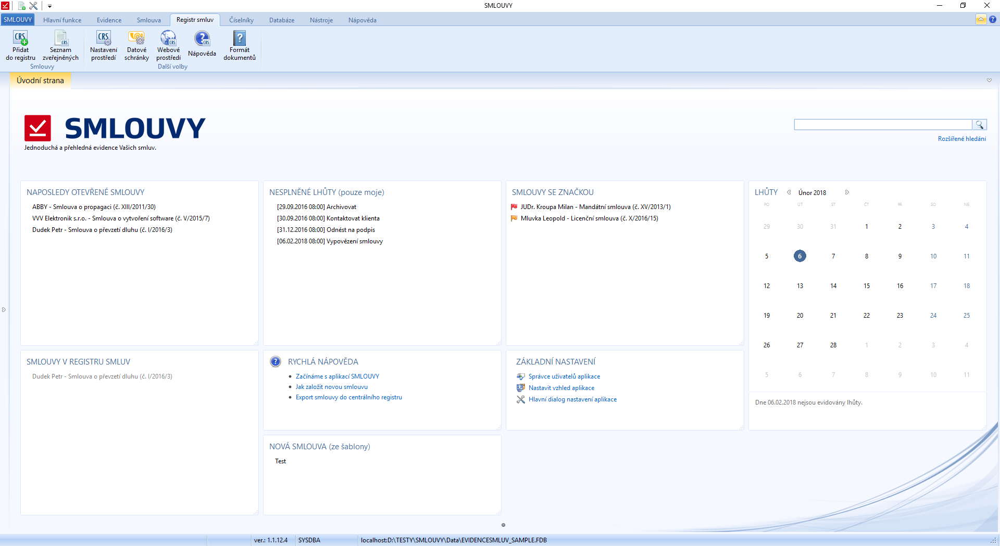 SMLOUVY
SMLOUVY Hlavní funkce Evidence Smlouva Registr smluv Číselníky Databáze Nástroje Nápověda
CRS CRS CRS CRS CRS
Přidat do registru
Seznam zveřejněných
Nastavení prostředí
Datové schránky
Webové prostředí
Nápověda
Formát dokumentů
Smlouvy
Další volby
Úvodní strana
SMLOUVY
Jednoduchá a přehledná evidence Vašich smluv.
Rozšířené hledání
NAPOSLEDY OTEVŘENÉ SMLOUVY
ABBY - Smlouva o propagaci (č. XIII/2011/30)
VVV Elektronik s.r.o. - Smlouva o vytvoření software (č. V/2015/7)
Dudek Petr - Smlouva o převzetí dluhu (č. I/2016/3)
NESPLNĚNÉ LHŮTY (pouze moje)
[29.09.2016 08:00] Archivovat
[30.09.2016 08:00] Kontaktovat klienta
[31.12.2016 08:00] Odnést na podpis
[06.02.2018 08:00] Vypovězení smlouvy
SMLOUVY SE ZNAČKOU
JUDr. Kroupa Milan - Mandátní smlouva (č. XV/2013/1)
Mluvka Leopold - Licenční smlouva (č. X/2016/15)
LHŮTY Únor 2018
PO ÚT ST ČT PÁ SO NE
29 30 31 1 2 3 4
5 6 7 8 9 10 11
12 13 14 15 16 17 18
19 20 21 22 23 24 25
26 27 28 1 2 3 4
5 6 7 8 9 10 11
Dne 06.02.2018 nejsou evidovány lhůty.
SMLOUVY V REGISTRU SMLUV
Dudek Petr - Smlouva o převzetí dluhu (č. I/2016/3)
RYCHLÁ NÁPOVĚDA
Začínáme s aplikací SMLOUVY
Jak založit novou smlouvu
Export smlouvy do centrálního registru
ZÁKLADNÍ NASTAVENÍ
Správce uživatelů aplikace
Nastavit vzhled aplikace
Hlavní dialog nastavení aplikace
NOVÁ SMLOUVA (ze šablony)
Test
ver.: 1.1.12.4 SYSDBA localhost:D:\TESTY\SMLOUVY\Data\EVIDENCESMLUV_SAMPLE.FDB